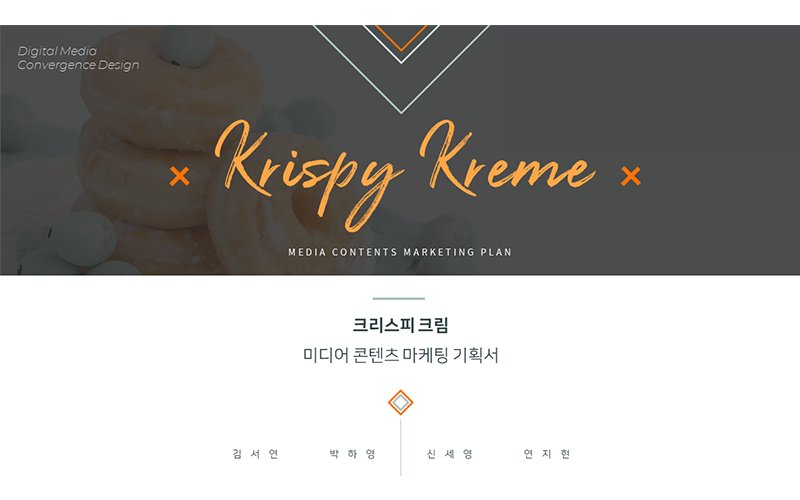 Digital Media
Convergence Design
Krispy Kreme
MEDIA CONTENTS MARKETING PLAN
크리스피 크림
미디어 콘텐츠 마케팅 기획서
김서연 박하영 신세영 연지현